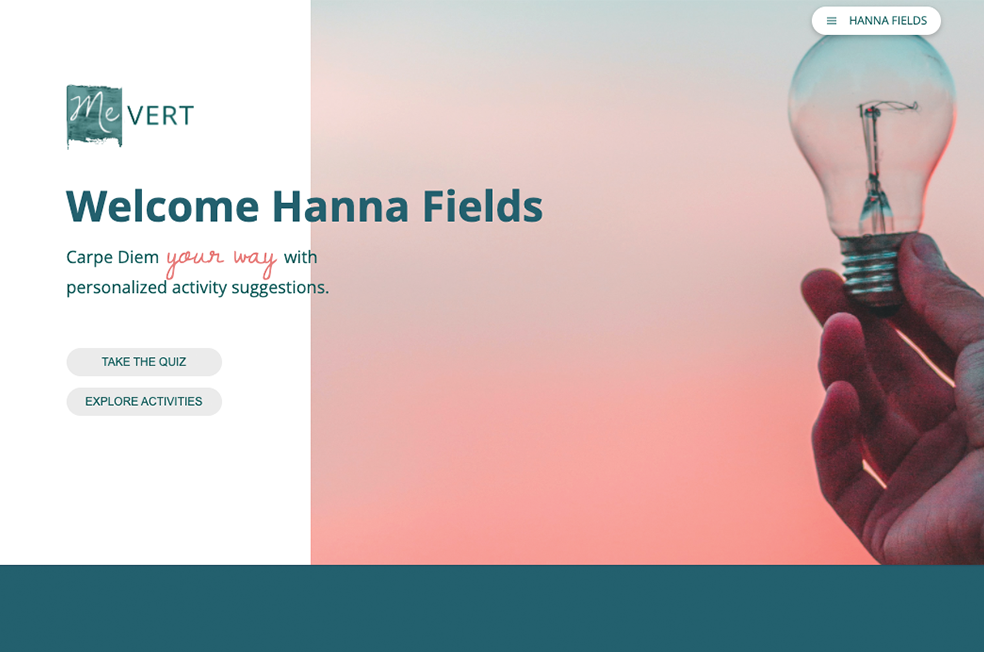 HANNA FIELDS
Me VERT
Welcome Hanna Fields
Carpe Diem your way with
personalized activity suggestions.
TAKE THE QUIZ
EXPLORE ACTIVITIES